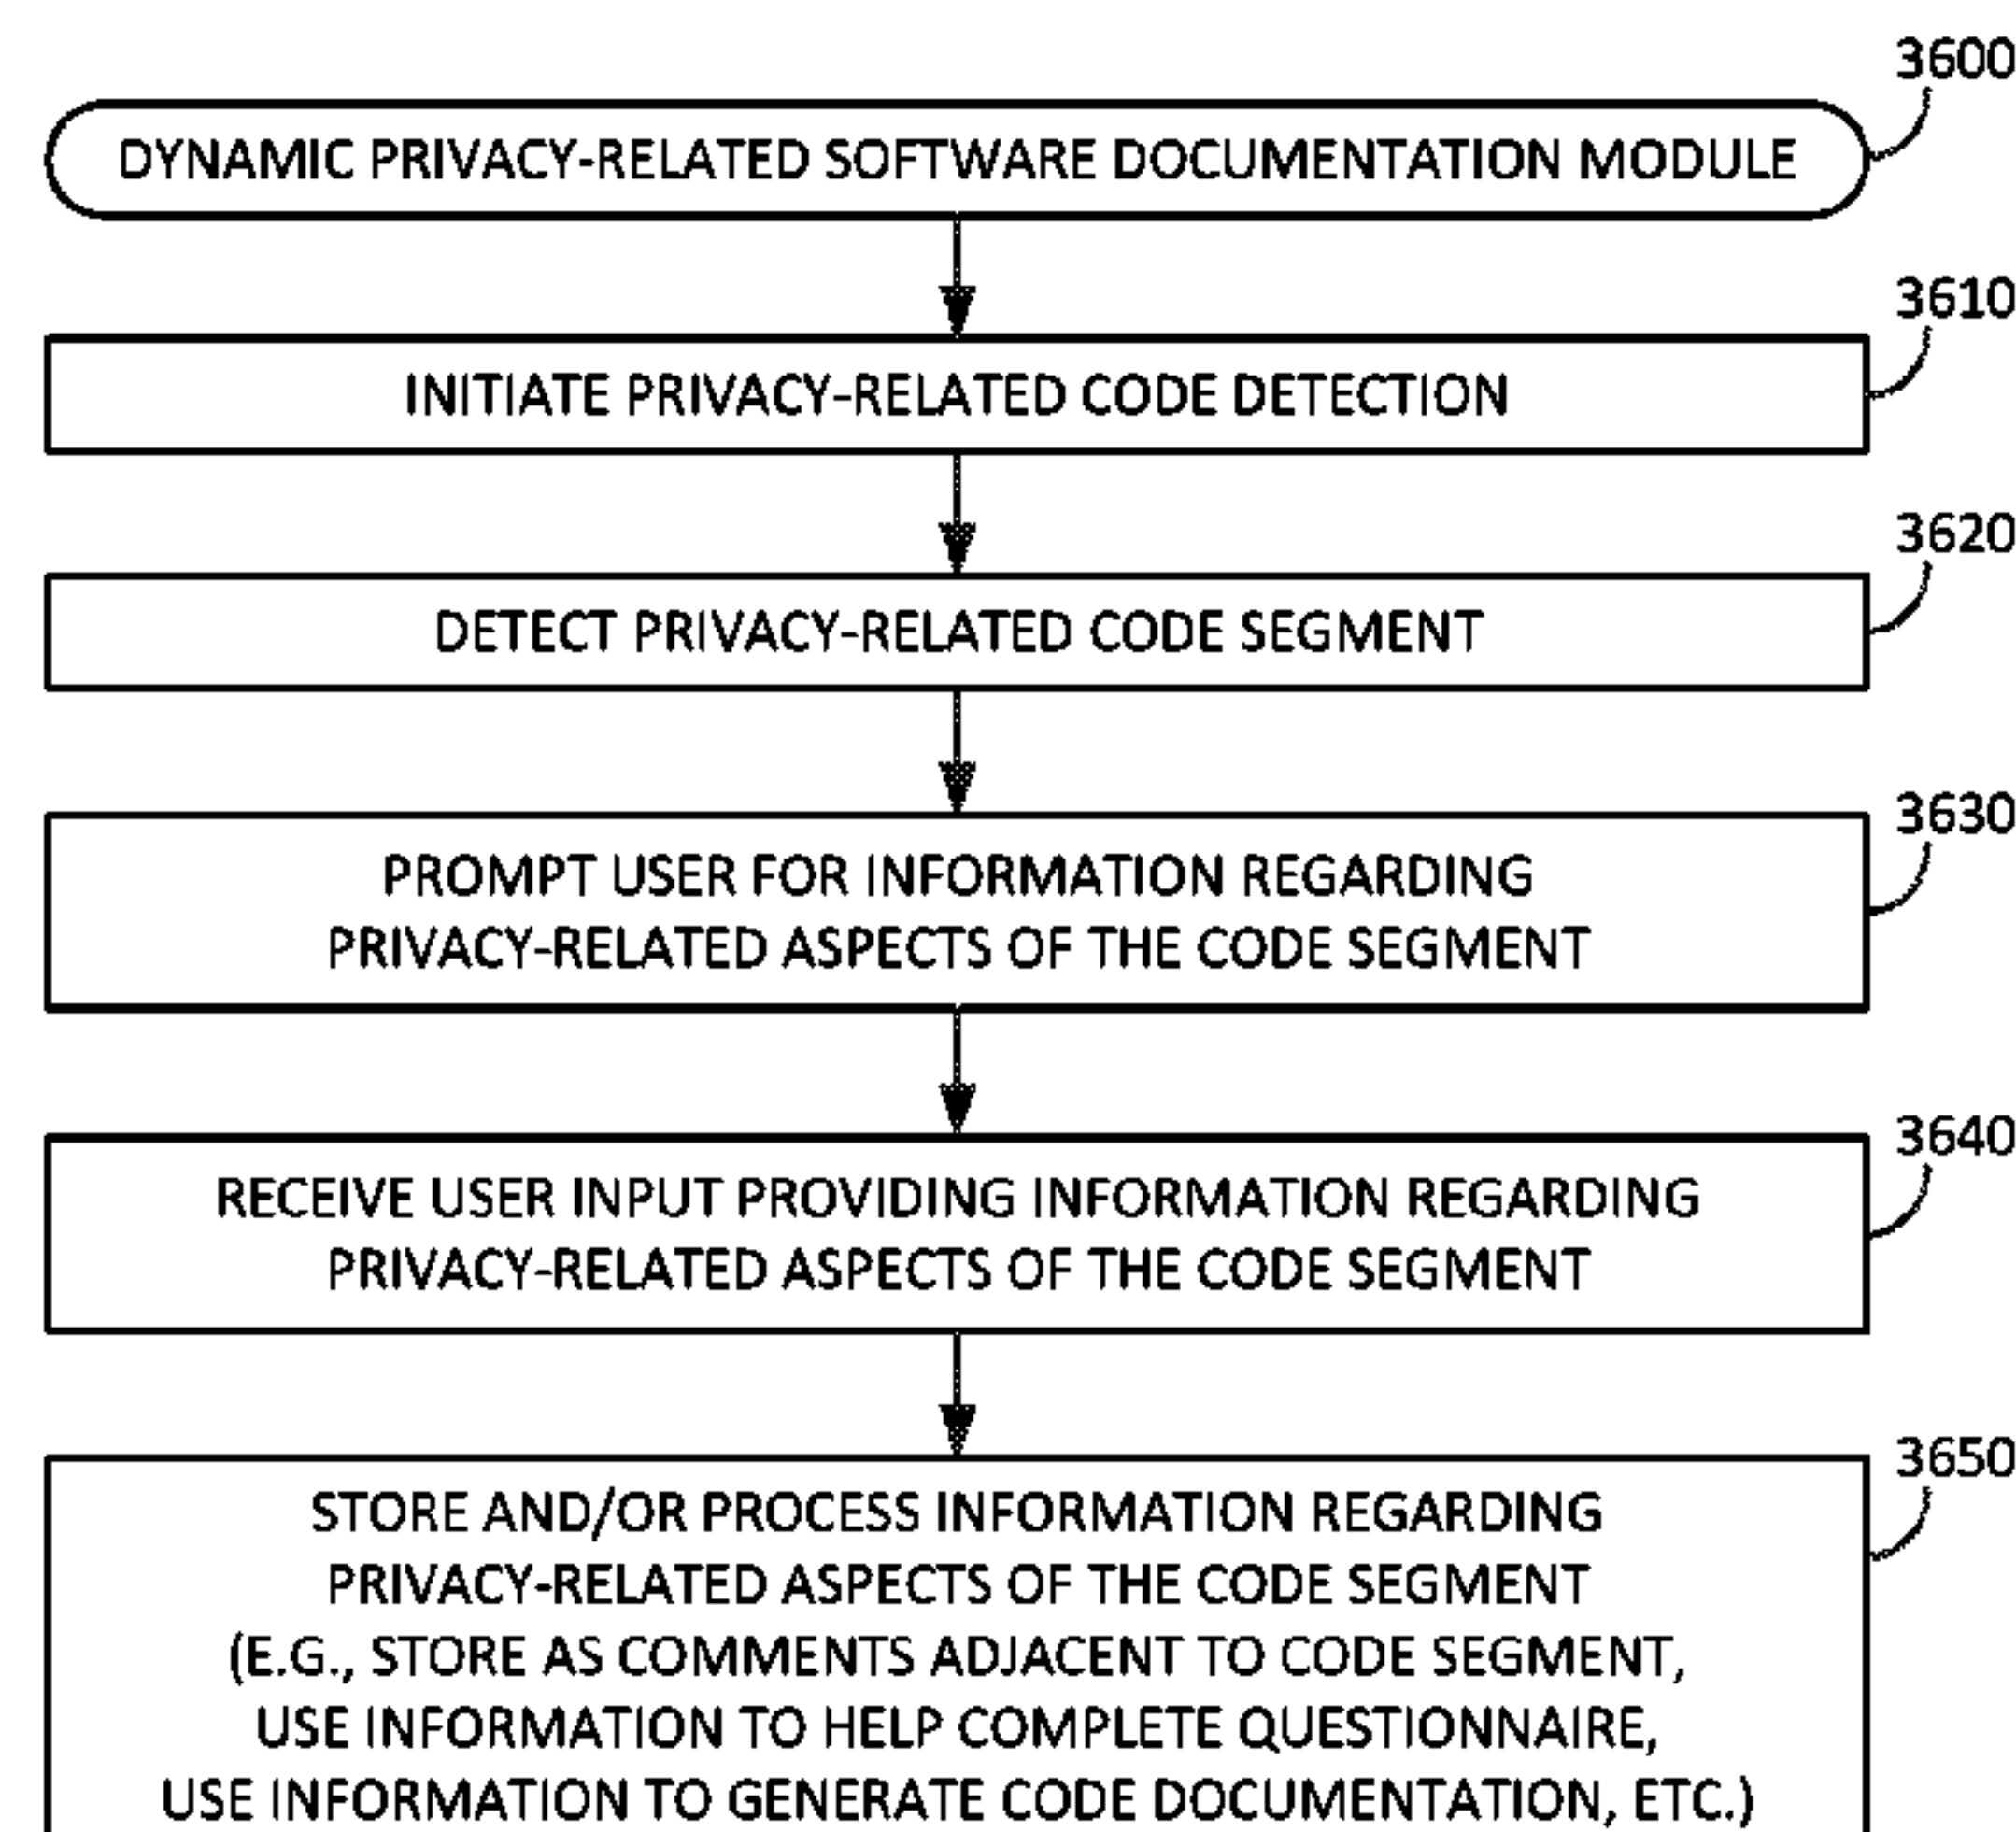 3600
DYNAMIC PRIVACY-RELATED SOFTWARE DOCUMENTATION MODULE
3610
INITIATE PRIVACY-RELATED CODE DETECTION
3620
DETECT PRIVACY-RELATED CODE SEGMENT
3630
PROMPT USER FOR INFORMATION REGARDING
PRIVACY-RELATED ASPECTS OF THE CODE SEGMENT
3640
RECEIVE USER INPUT PROVIDING INFORMATION REGARDING
PRIVACY-RELATED ASPECTS OF THE CODE SEGMENT
3650
STORE AND/OR PROCESS INFORMATION REGARDING
PRIVACY-RELATED ASPECTS OF THE CODE SEGMENT
(E.G., STORE AS COMMENTS ADJACENT TO CODE SEGMENT,
USE INFORMATION TO HELP COMPLETE QUESTIONNAIRE,
USE INFORMATION TO GENERATE CODE DOCUMENTATION, ETC.)